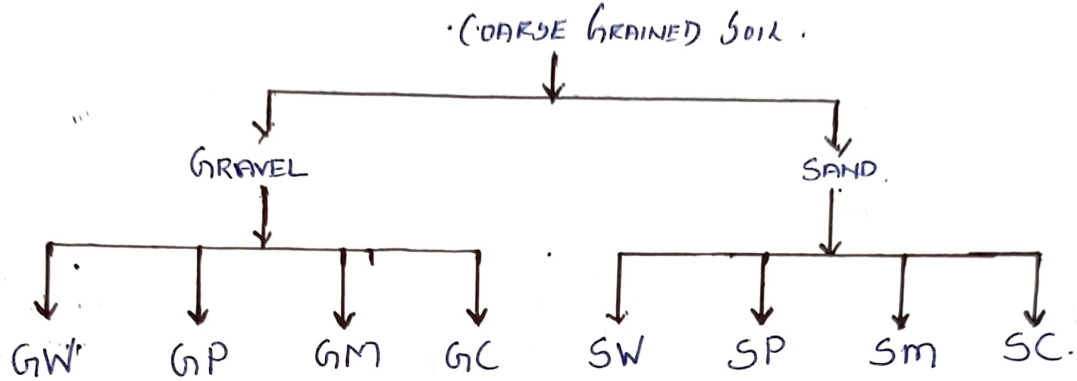 COARSE GRAINED SOIL.
GRAVEL SAND.
GW GP GM GC SW SP SM SC.